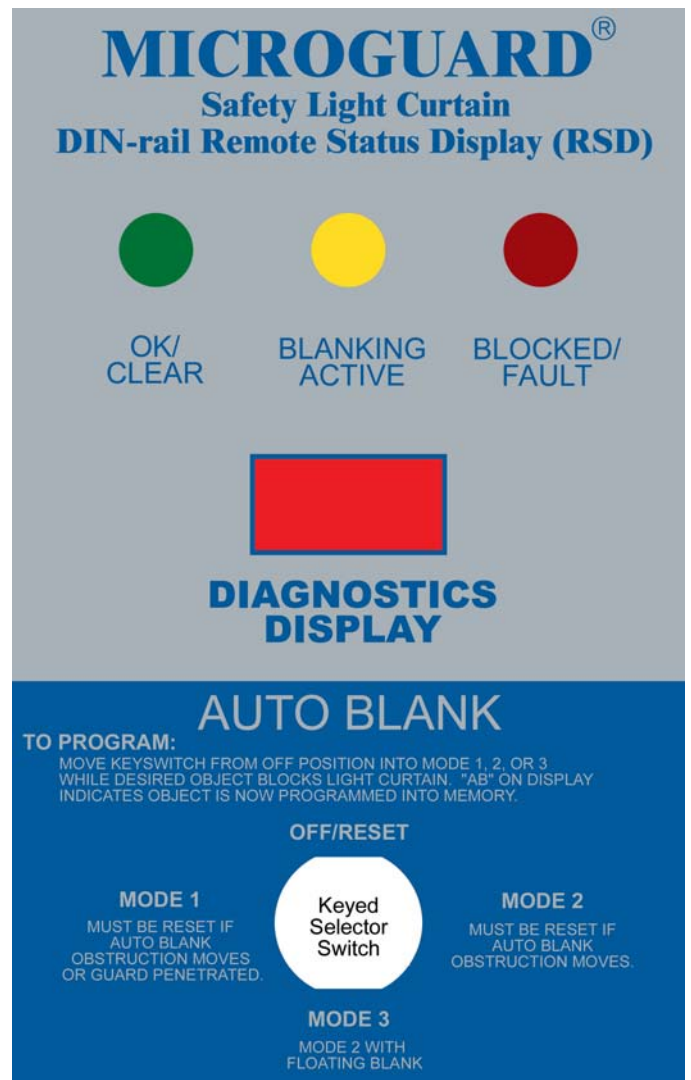 MICROGUARD®
Safety Light Curtain
DIN-rail Remote Status Display (RSD)
OK/
CLEAR
BLANKING
ACTIVE
BLOCKED/
FAULT
DIAGNOSTICS
DISPLAY
AUTO BLANK
TO PROGRAM:
MOVE KEYSWITCH FROM OFF POSITION INTO MODE 1, 2, OR 3
WHILE DESIRED OBJECT BLOCKS LIGHT CURTAIN. "AB" ON DISPLAY
INDICATES OBJECT IS NOW PROGRAMMED INTO MEMORY.
OFF/RESET
MODE 1
MUST BE RESET IF
AUTO BLANK
OBSTRUCTION MOVES
OR GUARD PENETRATED.
Keyed
Selector
Switch
MODE 2
MUST BE RESET IF
AUTO BLANK
OBSTRUCTION MOVES.
MODE 3
MODE 2 WITH
FLOATING BLANK